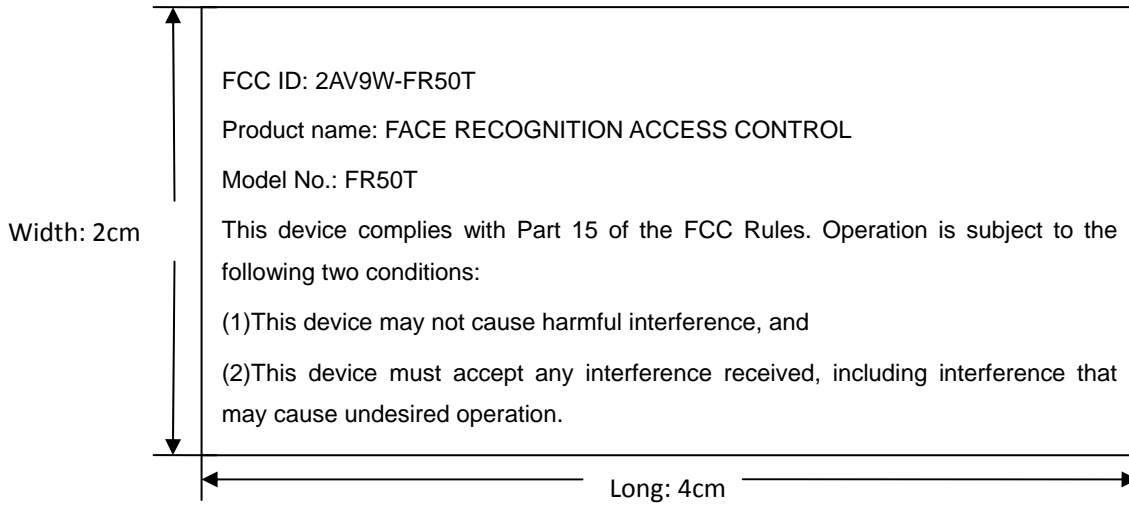 FCC ID: 2AV9W-FR50T
Product name: FACE RECOGNITION ACCESS CONTROL
Model No.: FR50T
Width: 2cm
This device complies with Part 15 of the FCC Rules. Operation is subject to the
following two conditions:
(1)This device may not cause harmful interference, and
(2)This device must accept any interference received, including interference that
may cause undesired operation.
Long: 4cm